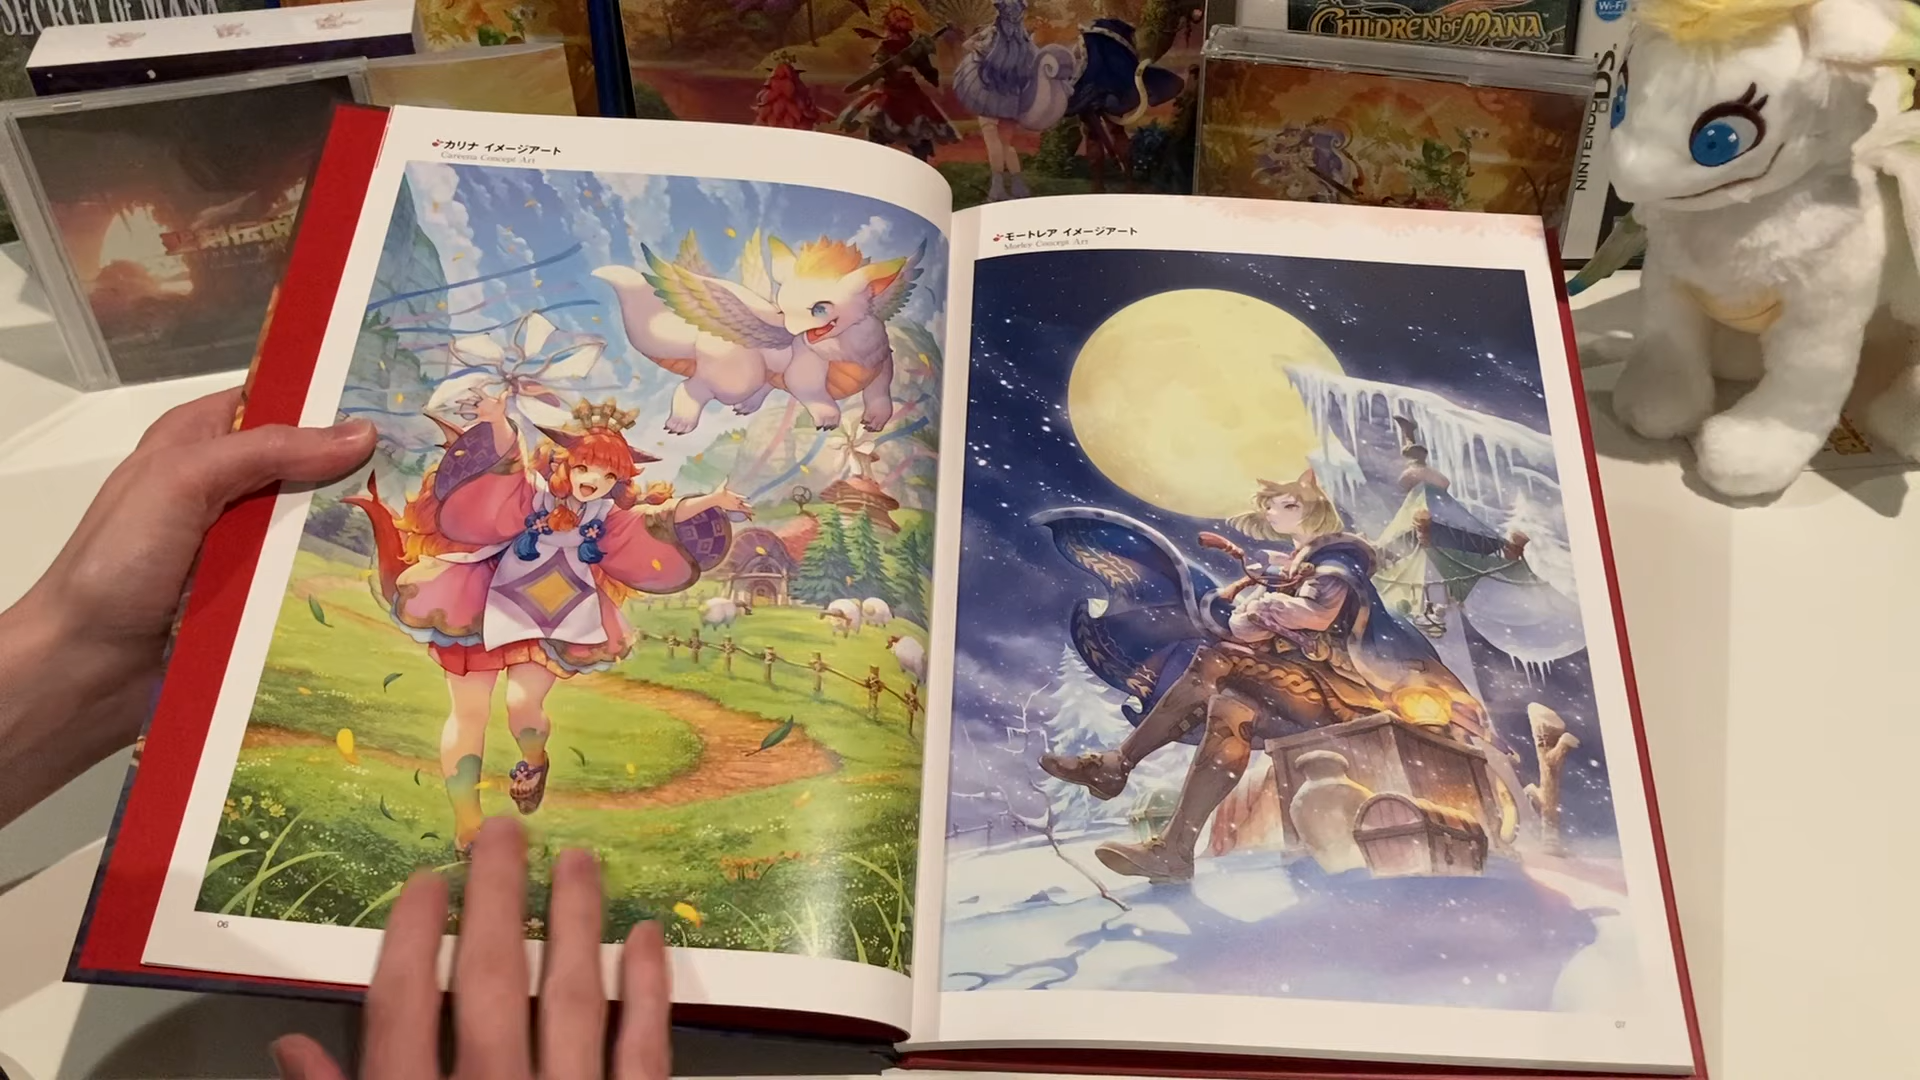 SECRET OF MANA
CHILDREN of MANA
Wi-Fi
NINTENDO DS
カリナ イメージアート
Careena Concept Art
モートレア イメージアート
Morley Concept Art
06
07